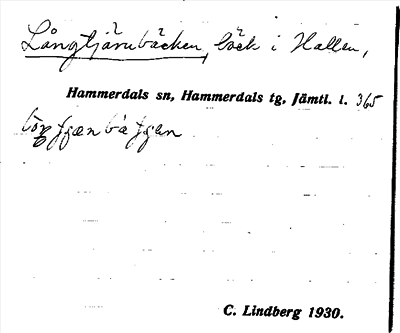 Långtjärnbäcken, bäck i Hallen,
Hammerdals sn, Hammerdals tg, Jämtl. l. 365
C. Lindberg 1930.